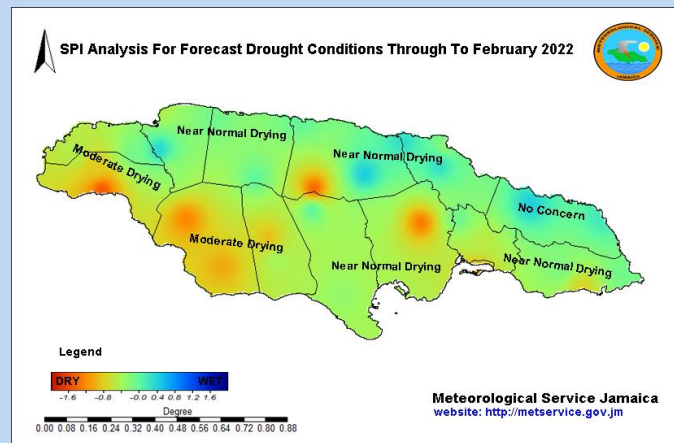 SPI Analysis For Forecast Drought Conditions Through To February 2022
METEOROLOGICAL SERVICE
JAMAICA
Near Normal Drying
Moderate Drying
Near Normal Drying
No Concern
Moderate Drying
Near Normal Drying
Near Normal Drying
Legend
DRY WET
-1.6 -0.8 -0.0 0.4 0.8 1.2 1.6
Degree
0.00 0.08 0.16 0.24 0.32 0.40 0.48 0.56 0.64 0.72 0.80 0.88
Meteorological Service Jamaica
website: http://metservice.gov.jm